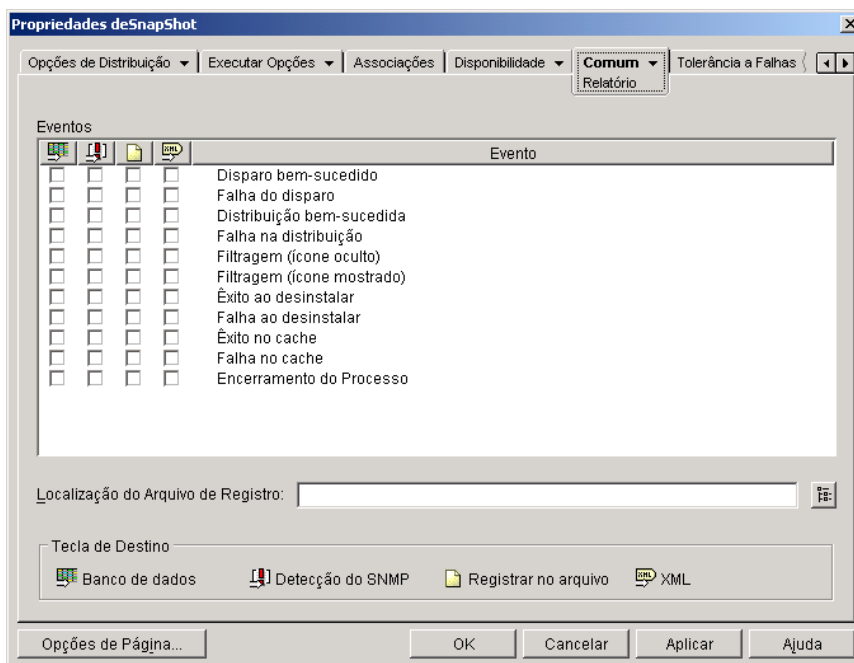 Propriedades deSnapShot
Opções de Distribuição
Executar Opções
Associações
Disponibilidade
Comum
Relatório
Tolerância a Falhas
Eventos
XML
Evento
Disparo bem-sucedido
Falha do disparo
Distribuição bem-sucedida
Falha na distribuição
Filtragem (ícone oculto)
Filtragem (ícone mostrado)
Êxito ao desinstalar
Falha ao desinstalar
Êxito no cache
Falha no cache
Encerramento do Processo
Localização do Arquivo de Registro:
Tecla de Destino
Banco de dados
Detecção do SNMP
Registrar no arquivo
XML
XML
Opções de Página...
OK
Cancelar
Aplicar
Ajuda